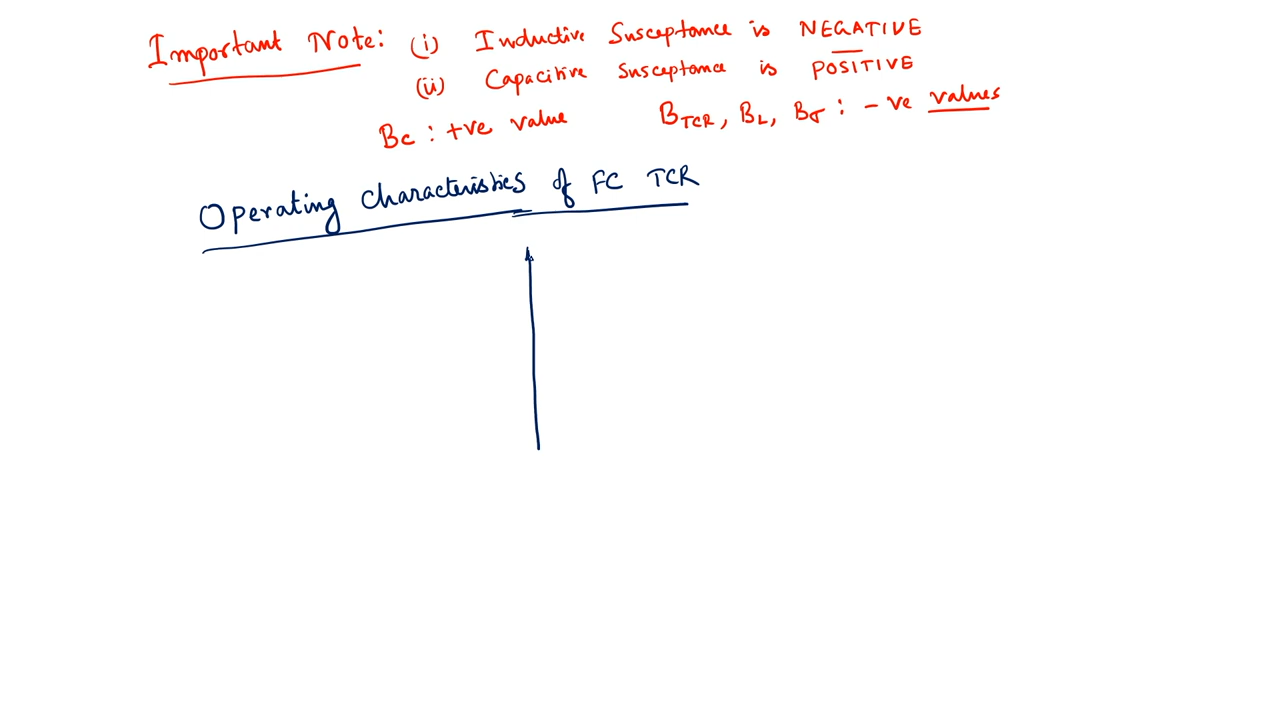 Important Note: (i) Inductive Susceptance is NEGATIVE
(ii) Capacitive Susceptance is POSITIVE
Bc : +ve value BTCR, BL, Bσ : -ve values
Operating Characteristics of FC TCR